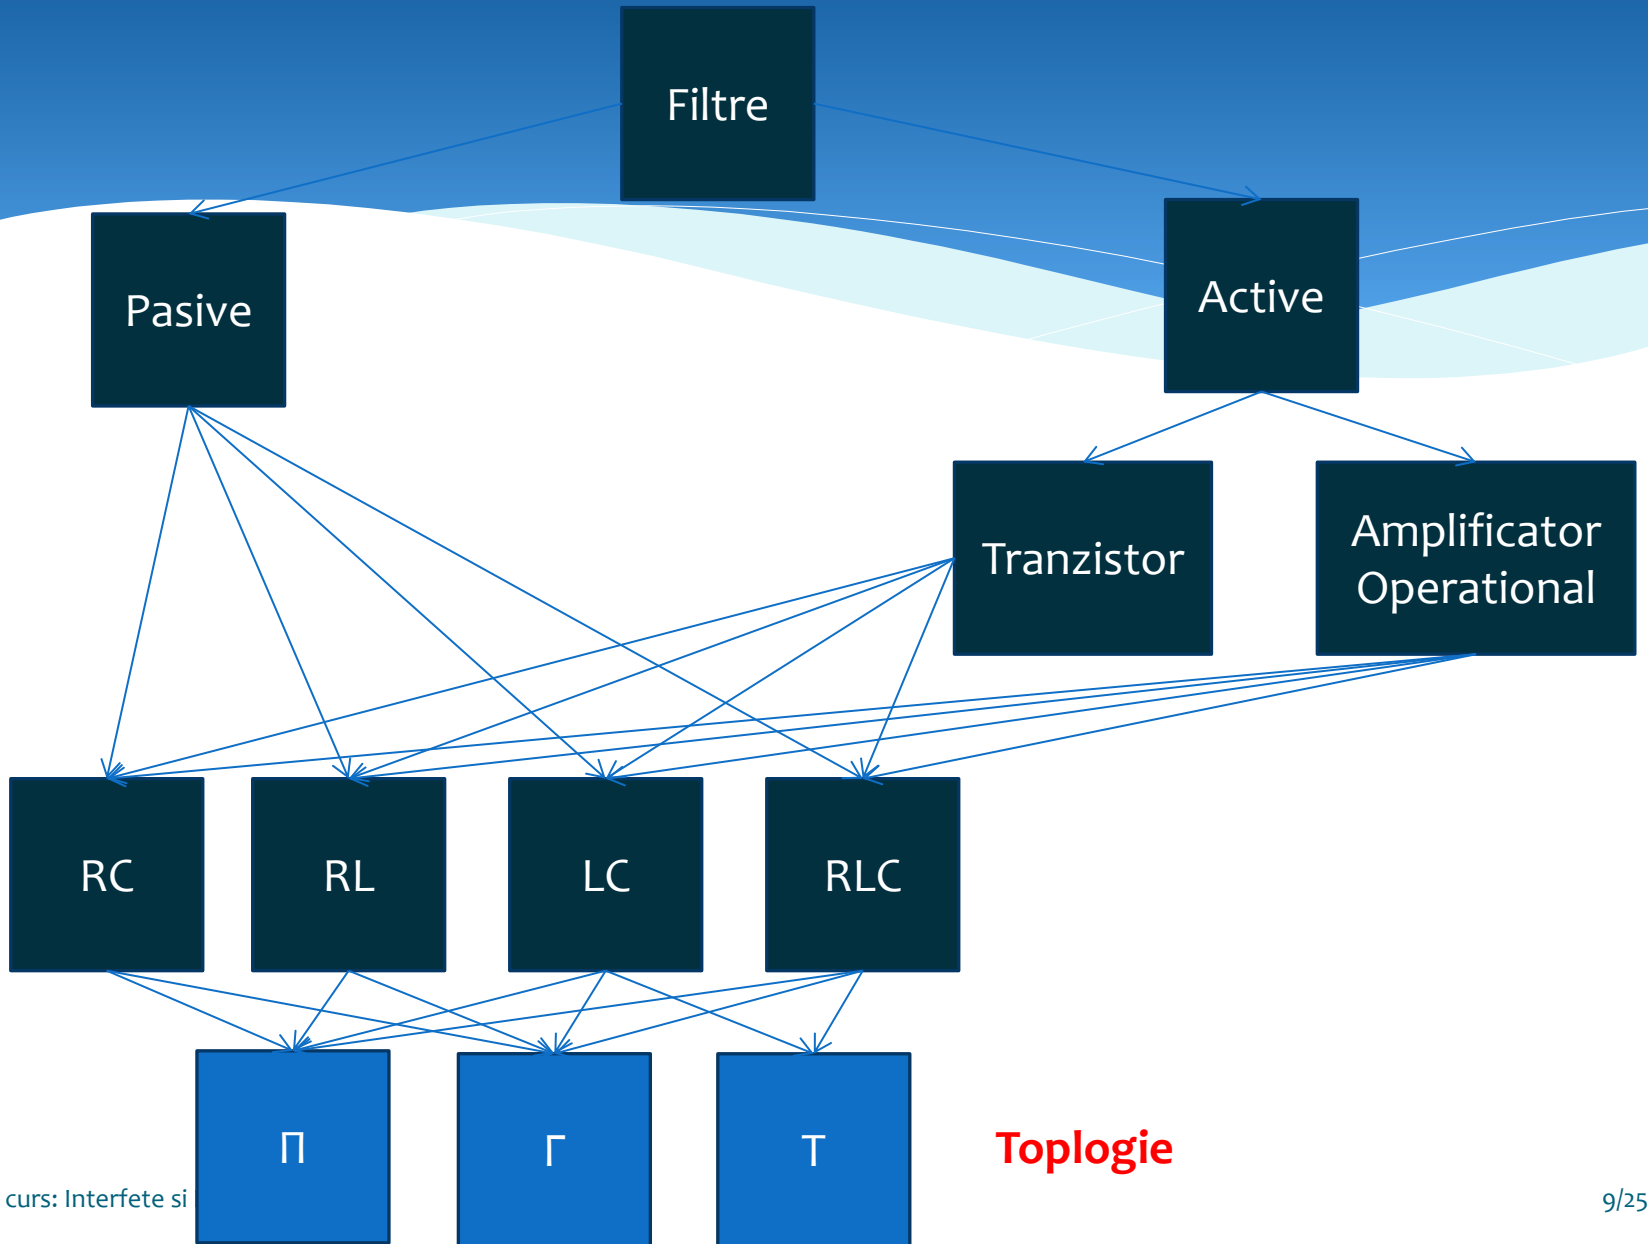 Filtre
Pasive
Active
Tranzistor
Amplificator
Operational
RC
RL
LC
RLC
Π
Γ
T
Toplogie
curs: Interfete si
9/25